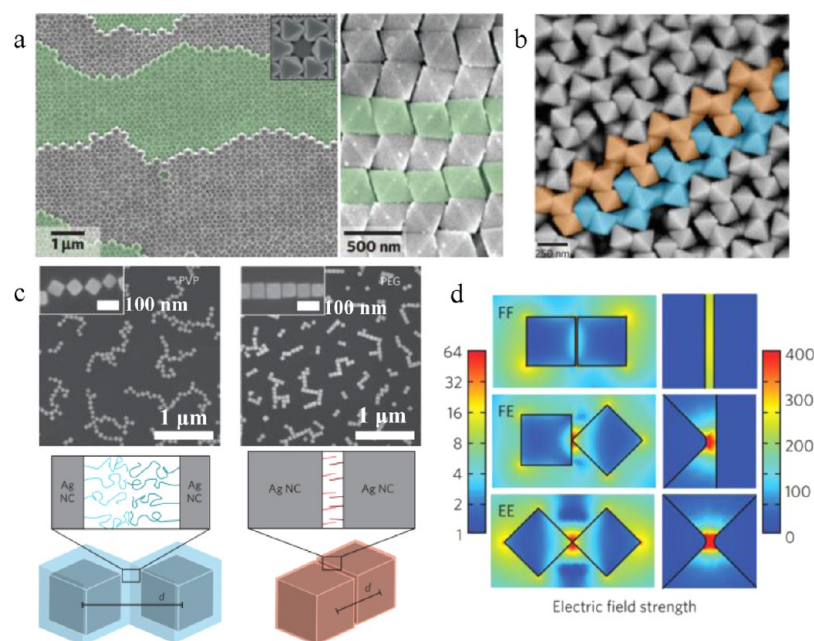 a
1 μm
500 nm
b
250 nm
c
PVP
100 nm
1 μm
PEG
100 nm
1 μm
Ag
NC
Ag
NC
d
Ag NC
Ag NC
d
d
64
32
16
8
4
2
1
FF
FE
EE
400
300
200
100
0
Electric field strength